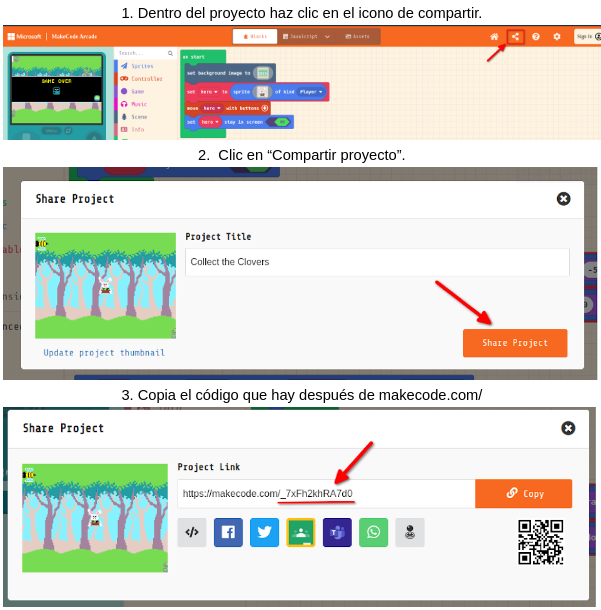 1. Dentro del proyecto haz clic en el icono de compartir.
Microsoft | MakeCode Arcade
Blocks
JavaScript
Assets
Sign In
Search...
Sprites
Controller
Game
Music
Scene
Info
GAME OVER
on start
set background image to
set hero to sprite of kind Player
move hero with buttons
set hero stay in screen
2. Clic en “Compartir proyecto”.
Share Project
Project Title
Collect the Clovers
Update project thumbnail
Share Project
3. Copia el código que hay después de makecode.com/
Share Project
Project Link
https://makecode.com/_7xFh2khRA7d0
Copy